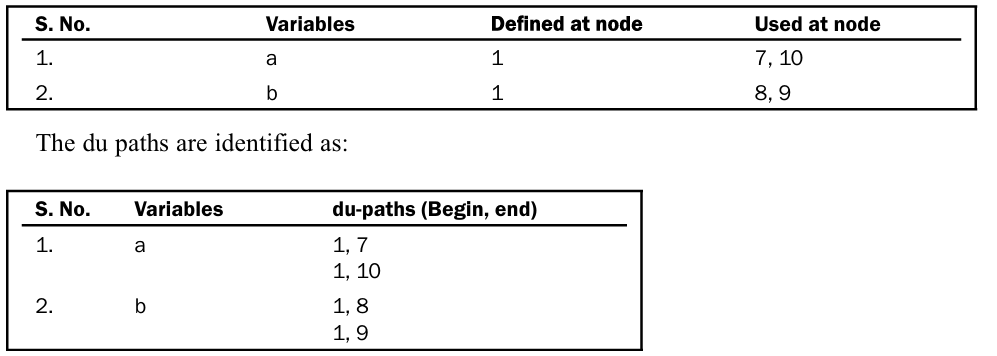 S. No. Variables Defined at node Used at node
1. a 1 7, 10
2. b 1 8, 9
The du paths are identified as:
S. No. Variables du-paths (Begin, end)
1. a 1, 7
1, 10
2. b 1, 8
1, 9